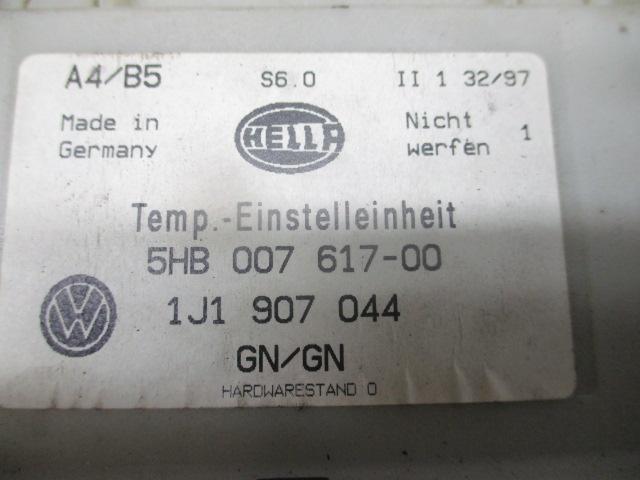 A4/B5 S6.0 II 1 32/97
Made in Germany
HELLA
Nicht werfen 1
Temp.-Einstelleinheit
5HB 007 617-00
VW
1J1 907 044
GN/GN
HARDWARESTAND 0